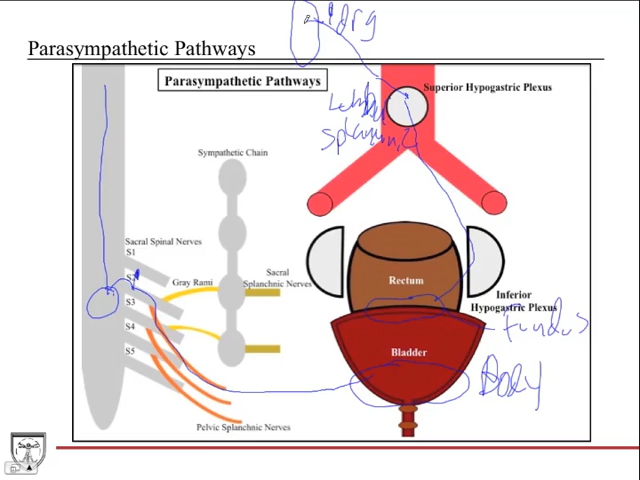 Parasympathetic Pathways
Parasympathetic Pathways
Superior Hypogastric Plexus
Sympathetic Chain
Sacral Spinal Nerves
S1
S2
S3
S4
S5
Gray Rami
Sacral
Splanchnic Nerves
Rectum
Inferior
Hypogastric Plexus
Fundus
Bladder
Body
Pelvic Splanchnic Nerves